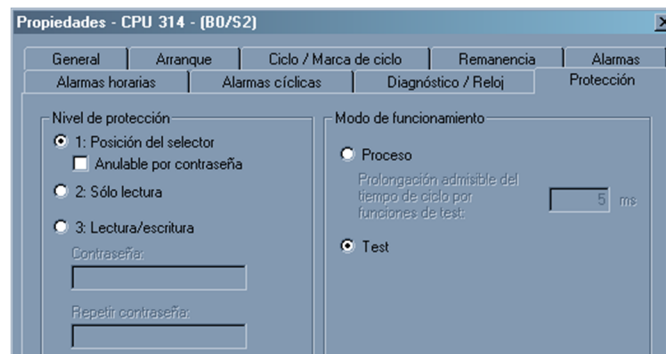 Propiedades - CPU 314 - (B0/S2)
General Arranque Ciclo / Marca de ciclo Remanencia Alarmas
Alarmas horarias Alarmas cíclicas Diagnóstico / Reloj Protección
Nivel de protección
1: Posición del selector
Anulable por contraseña
2: Sólo lectura
3: Lectura/escritura
Contraseña:
Repetir contraseña:
Modo de funcionamiento
Proceso
Prolongación admisible del
tiempo de ciclo por
funciones de test:
5 ms
Test